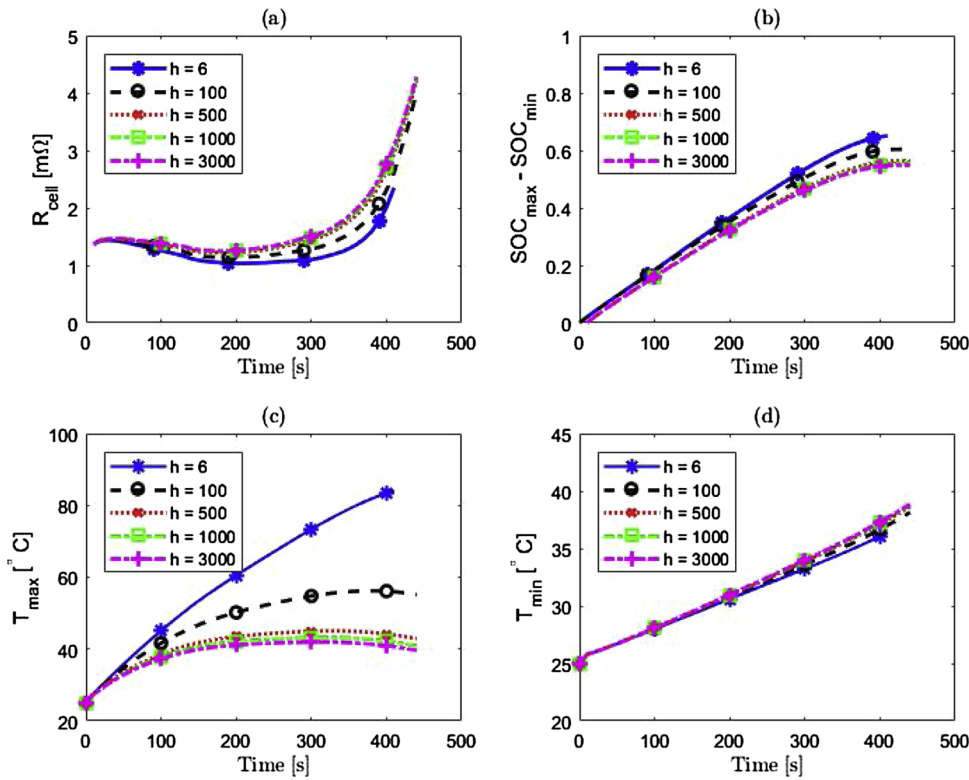 (a)
R_cell [mΩ]
5
4
3
2
1
0
h = 6
h = 100
h = 500
h = 1000
h = 3000
0 100 200 300 400 500
Time [s]
(b)
SOC_max - SOC_min
1
0.8
0.6
0.4
0.2
0
h = 6
h = 100
h = 500
h = 1000
h = 3000
0 100 200 300 400 500
Time [s]
(c)
T_max [° C]
100
80
60
40
20
h = 6
h = 100
h = 500
h = 1000
h = 3000
0 100 200 300 400 500
Time [s]
(d)
T_min [° C]
45
40
35
30
25
20
h = 6
h = 100
h = 500
h = 1000
h = 3000
0 100 200 300 400 500
Time [s]